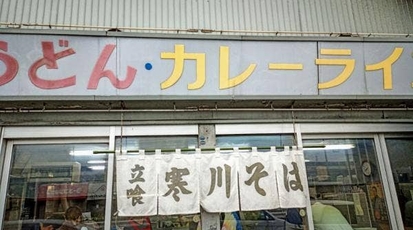 うどん・カレーライ
立喰 寒川そば